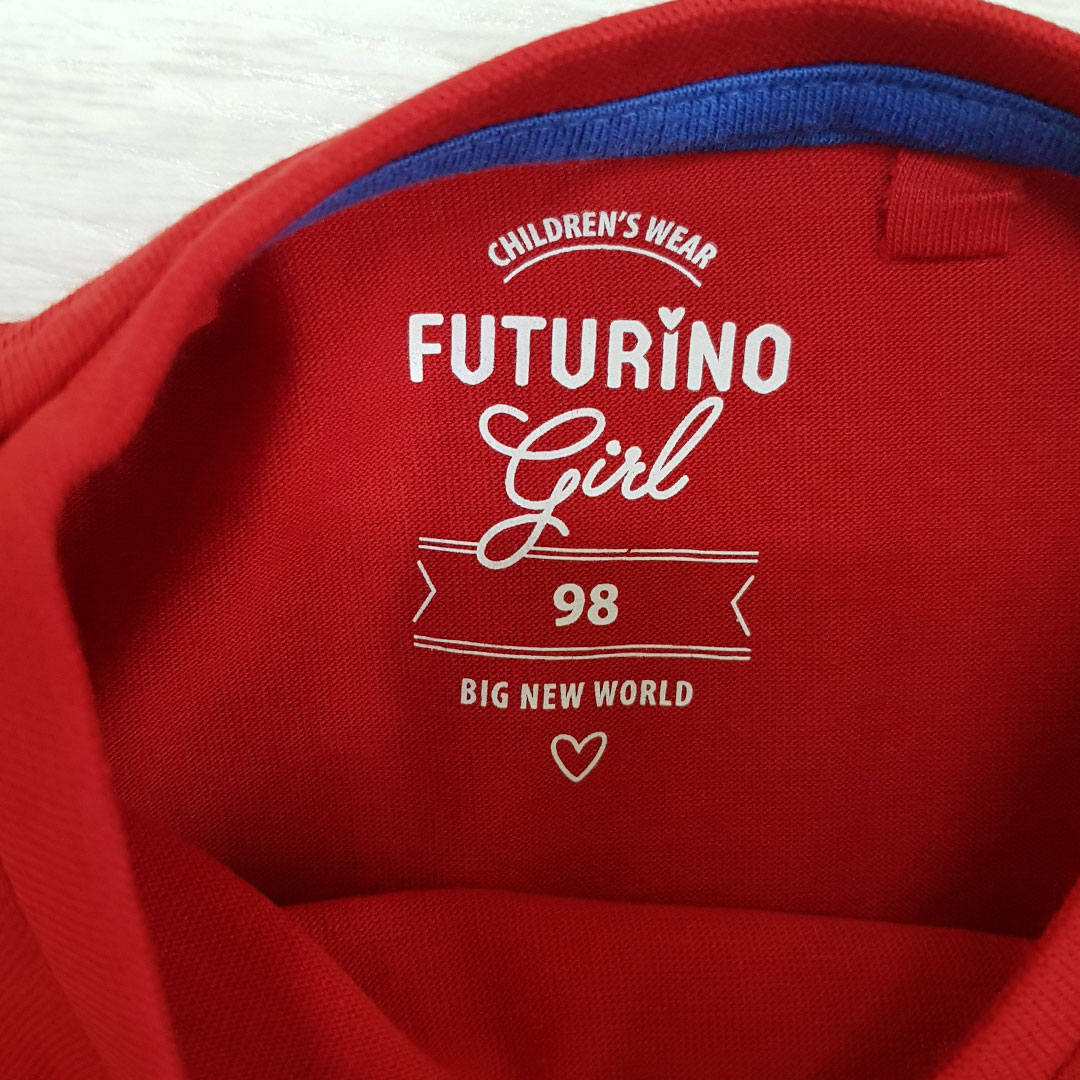 CHILDREN'S WEAR
FUTURINO
Girl
98
BIG NEW WORLD